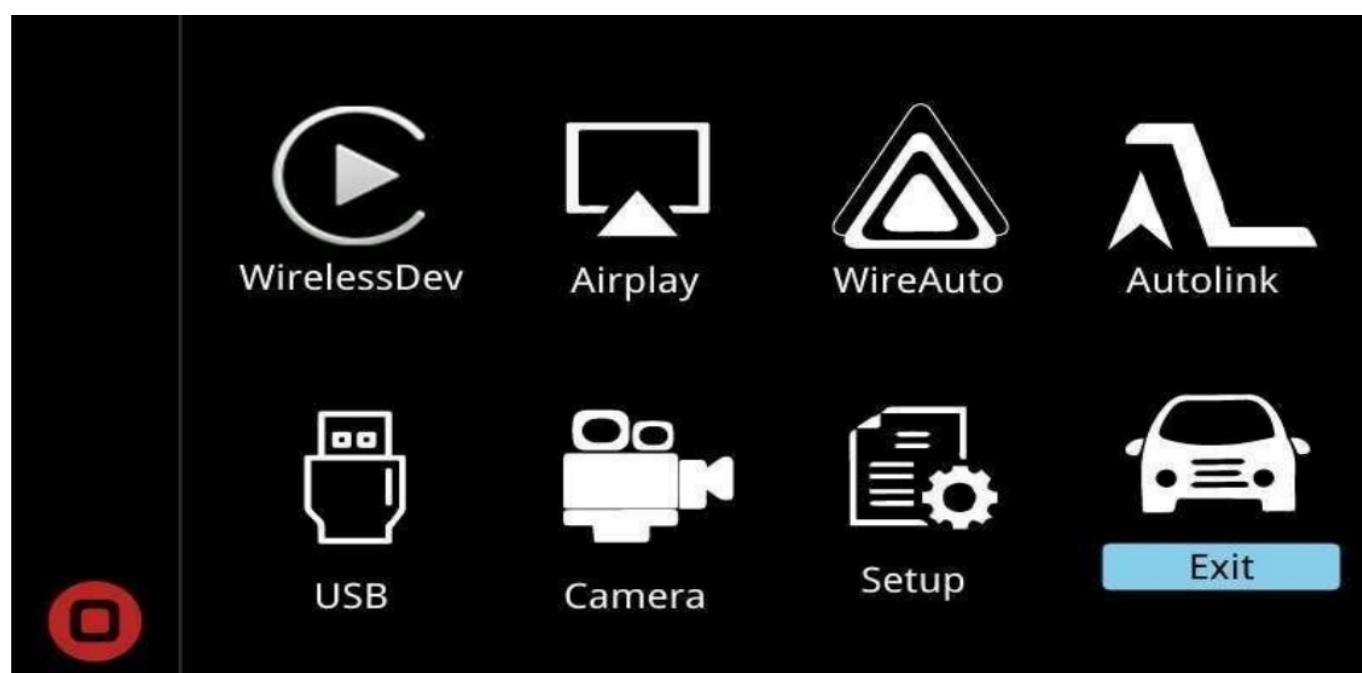 WirelessDev
Airplay
WireAuto
Autolink
USB
Camera
Setup
Exit